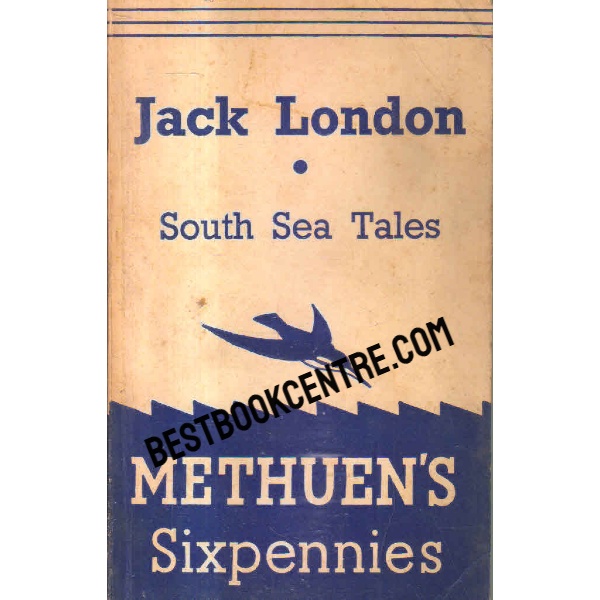 Jack London
•
South Sea Tales
BESTBOOKCENTRE.COM
METHUEN'S
Sixpennies